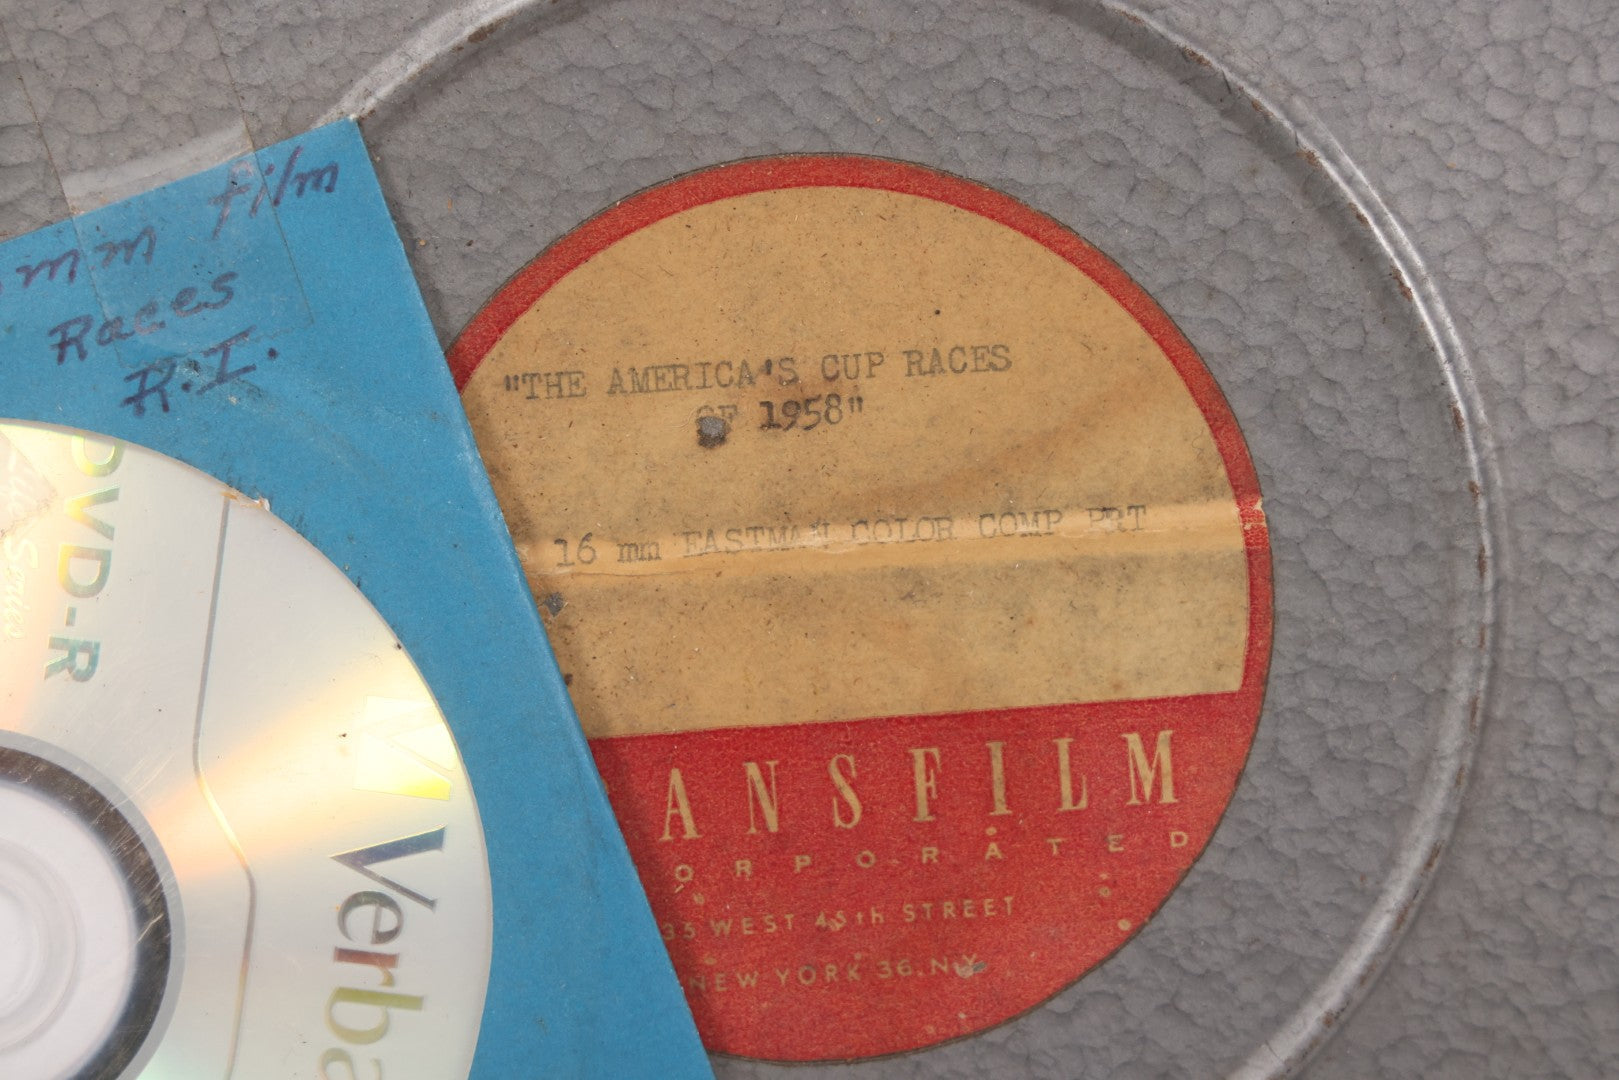 mm film
Races
R.I.
DVD-R
Verba
"THE AMERICA'S CUP RACES
OF 1958"
16 mm EASTMAN COLOR COMP PRT
ANSFILM
ORPORATED
35 WEST 45th STREET
NEW YORK 36, N.Y.